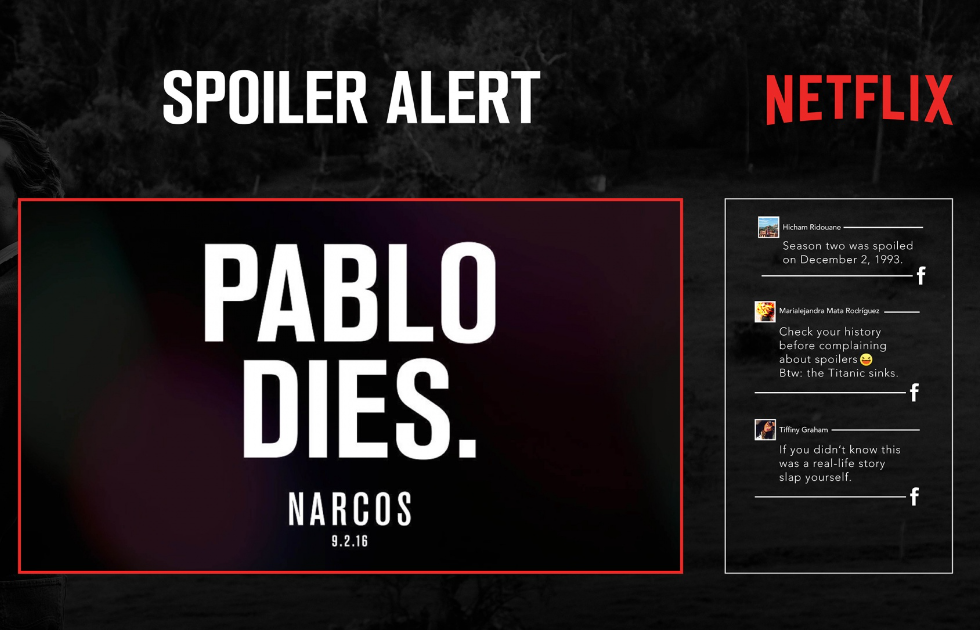 SPOILER ALERT
NETFLIX
PABLO
DIES.
NARCOS
9.2.16
Hicham Ridouane
Season two was spoiled
on December 2, 1993.
f
Marialejandra Mata Rodríguez
Check your history
before complaining
about spoilers😆
Btw: the Titanic sinks.
f
Tiffiny Graham
If you didn't know this
was a real-life story
slap yourself.
f